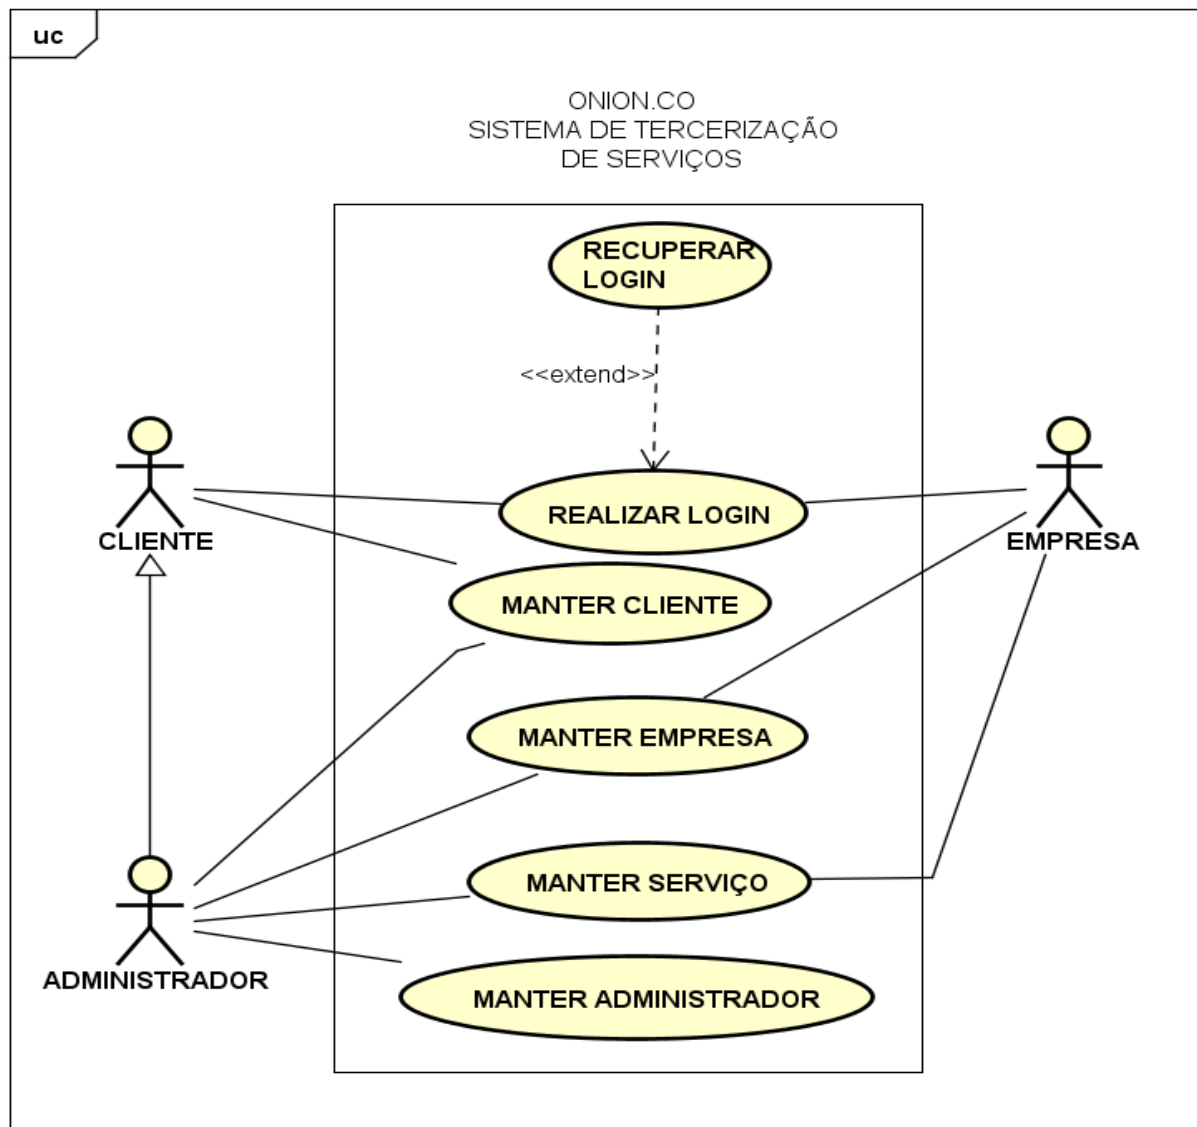 uc
ONION.CO
SISTEMA DE TERCERIZAÇÃO
DE SERVIÇOS
RECUPERAR
LOGIN
<<extend>>
REALIZAR LOGIN
CLIENTE
EMPRESA
MANTER CLIENTE
MANTER EMPRESA
MANTER SERVIÇO
ADMINISTRADOR
MANTER ADMINISTRADOR